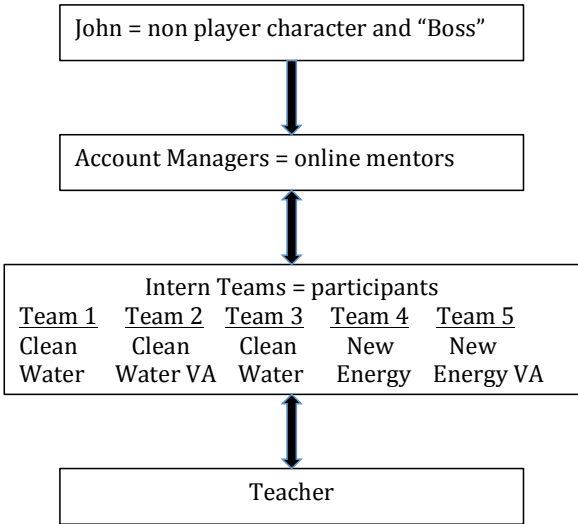 John = non player character and “Boss”
Account Managers = online mentors
Intern Teams = participants
Team 1 Team 2 Team 3 Team 4 Team 5
Clean Clean Clean New New
Water Water VA Water Energy Energy VA
Teacher